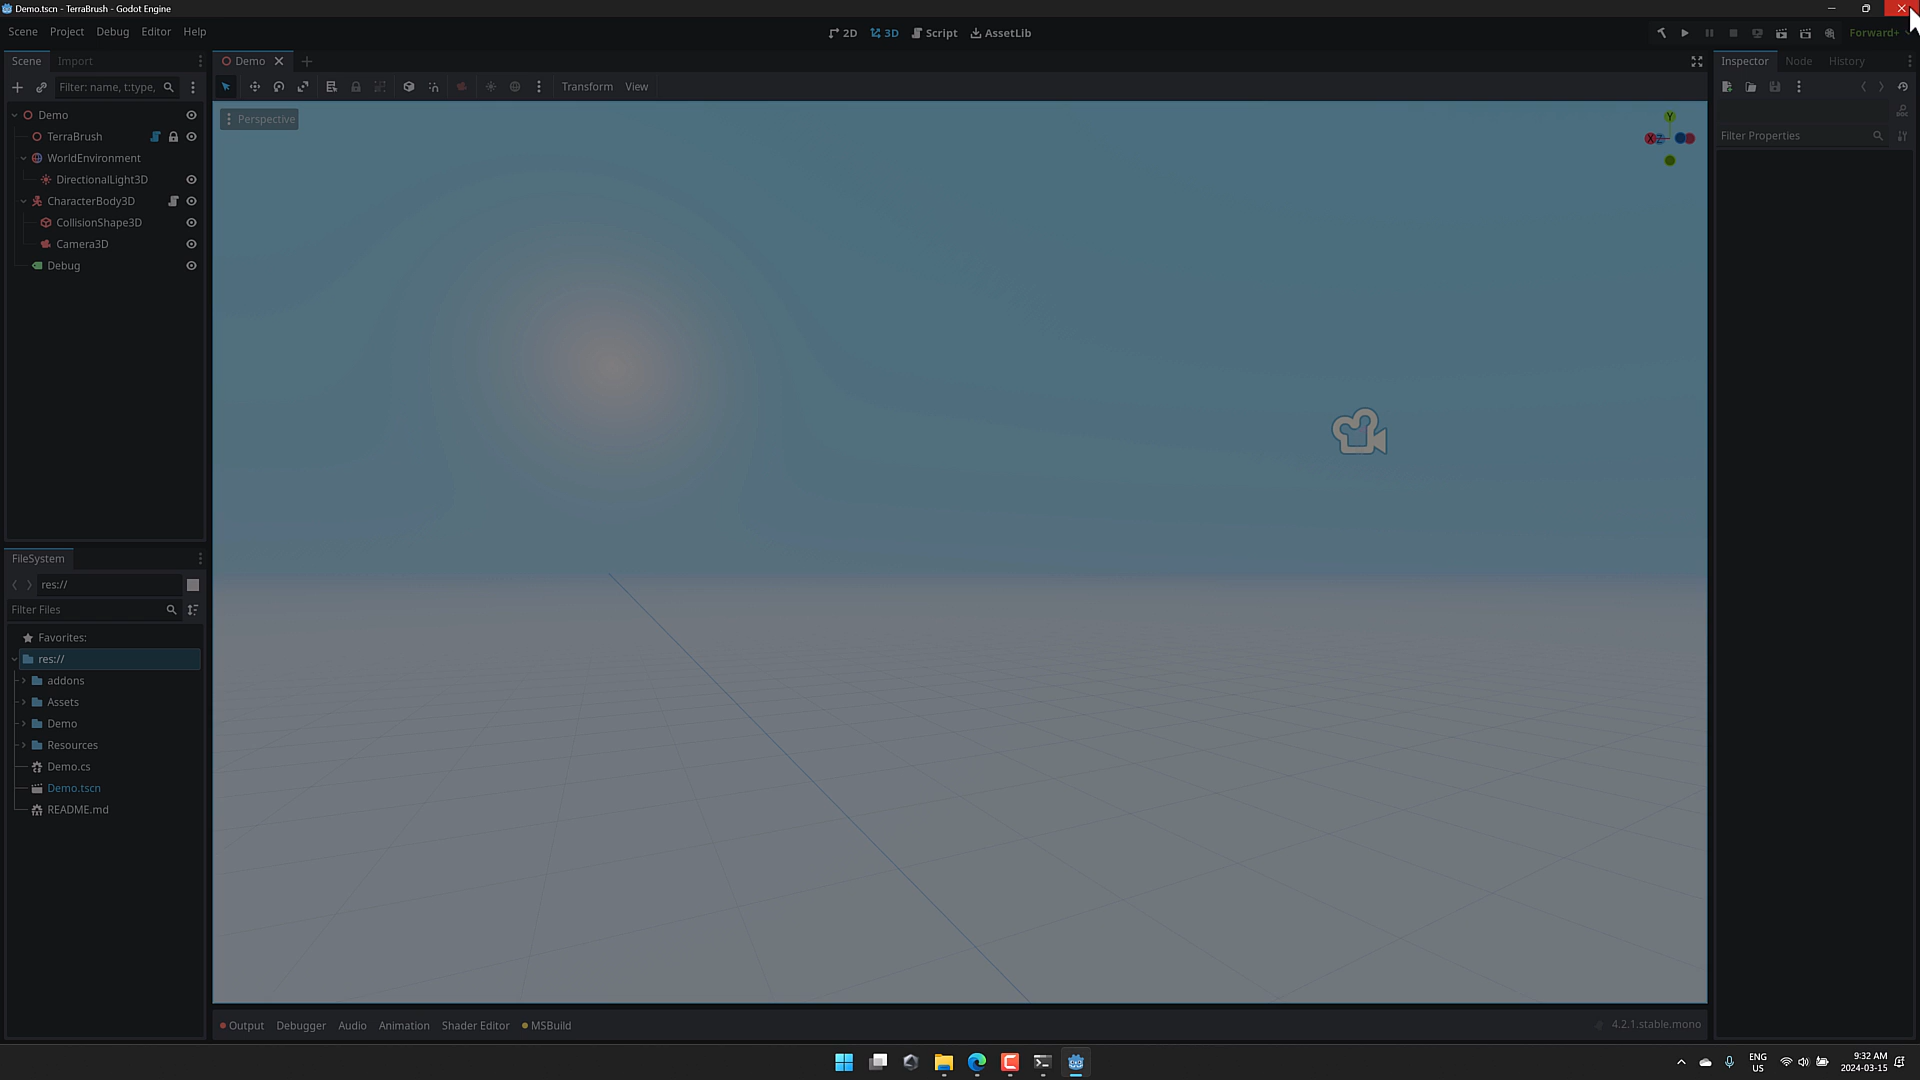 Demo.tscn - TerraBrush - Godot Engine
Scene Project Debug Editor Help
2D 3D Script AssetLib
Forward+
Scene Import
Demo
Inspector Node History
Filter: name, t:type,
Transform View
Demo
TerraBrush
WorldEnvironment
DirectionalLight3D
CharacterBody3D
CollisionShape3D
Camera3D
Debug
Perspective
Y
X Z
DOC
Filter Properties
FileSystem
res://
Filter Files
Favorites:
res://
addons
Assets
Demo
Resources
Demo.cs
Demo.tscn
README.md
Output Debugger Audio Animation Shader Editor MSBuild
4.2.1.stable.mono
ENG
US
9:32 AM
2024-03-15